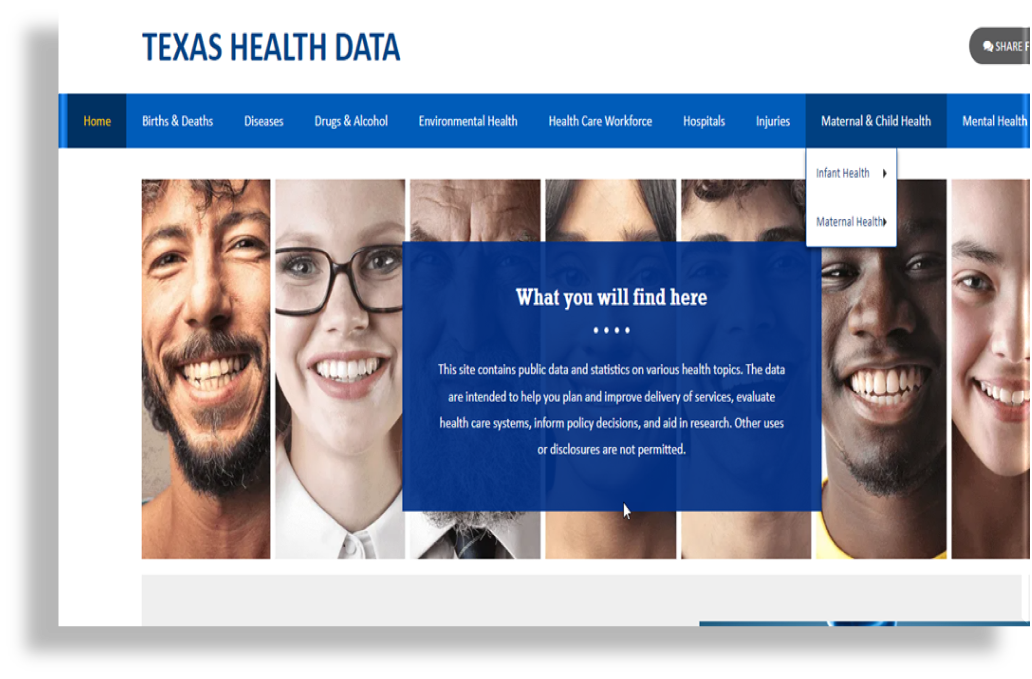 TEXAS HEALTH DATA
SHARE
Home
Births & Deaths
Diseases
Drugs & Alcohol
Environmental Health
Health Care Workforce
Hospitals
Injuries
Maternal & Child Health
Mental Health
Infant Health
Maternal Health
What you will find here
This site contains public data and statistics on various health topics. The data
are intended to help you plan and improve delivery of services, evaluate
health care systems, inform policy decisions, and aid in research. Other uses
or disclosures are not permitted.